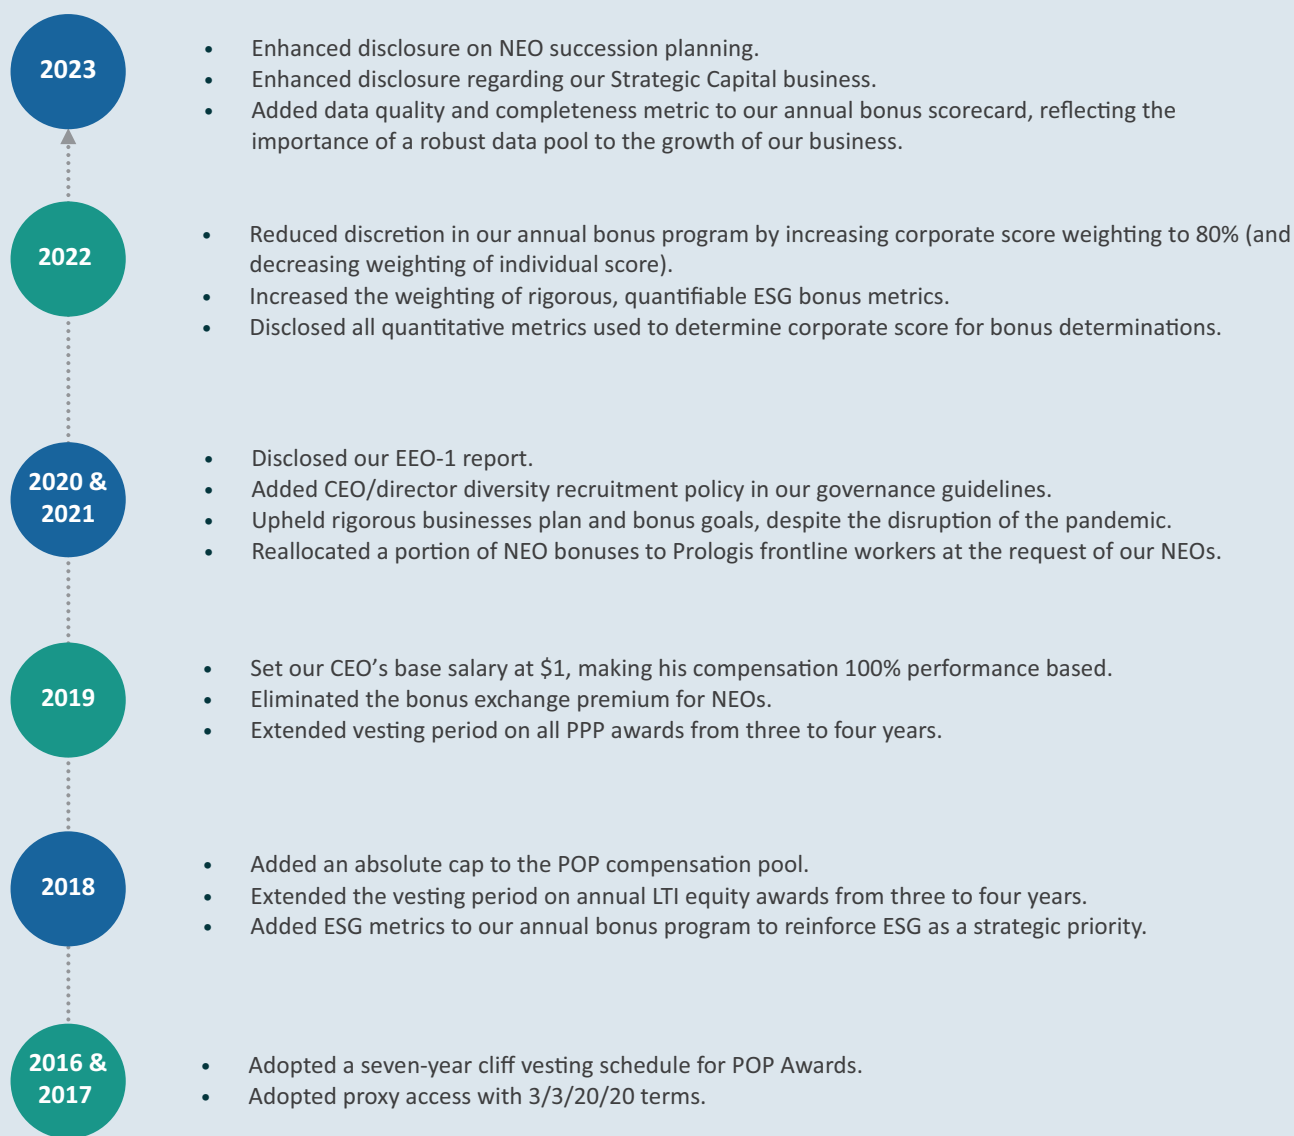 2023
• Enhanced disclosure on NEO succession planning.
• Enhanced disclosure regarding our Strategic Capital business.
• Added data quality and completeness metric to our annual bonus scorecard, reflecting the
importance of a robust data pool to the growth of our business.
2022
• Reduced discretion in our annual bonus program by increasing corporate score weighting to 80% (and
decreasing weighting of individual score).
• Increased the weighting of rigorous, quantifiable ESG bonus metrics.
• Disclosed all quantitative metrics used to determine corporate score for bonus determinations.
2020 &
2021
• Disclosed our EEO-1 report.
• Added CEO/director diversity recruitment policy in our governance guidelines.
• Upheld rigorous businesses plan and bonus goals, despite the disruption of the pandemic.
• Reallocated a portion of NEO bonuses to Prologis frontline workers at the request of our NEOs.
2019
• Set our CEO’s base salary at $1, making his compensation 100% performance based.
• Eliminated the bonus exchange premium for NEOs.
• Extended vesting period on all PPP awards from three to four years.
2018
• Added an absolute cap to the POP compensation pool.
• Extended the vesting period on annual LTI equity awards from three to four years.
• Added ESG metrics to our annual bonus program to reinforce ESG as a strategic priority.
2016 &
2017
• Adopted a seven-year cliff vesting schedule for POP Awards.
• Adopted proxy access with 3/3/20/20 terms.